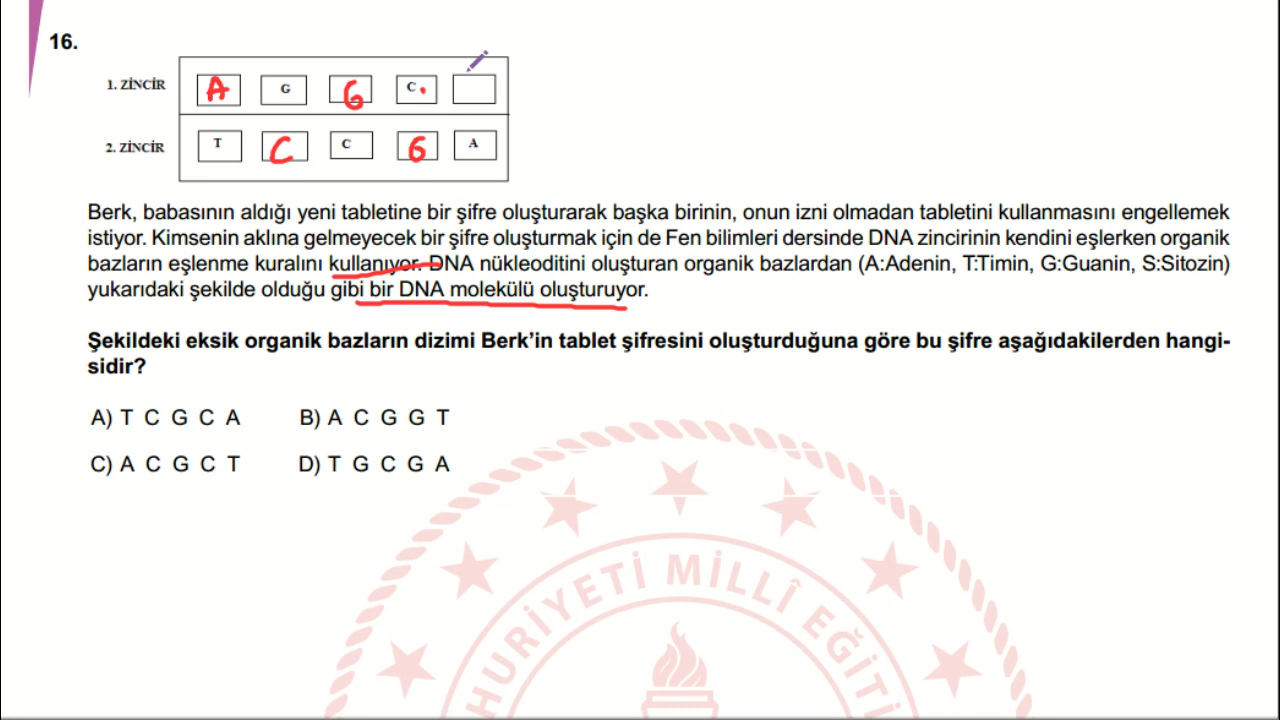 16.
1. ZİNCİR A G G C
2. ZİNCİR T C C G A
Berk, babasının aldığı yeni tabletine bir şifre oluşturarak başka birinin, onun izni olmadan tabletini kullanmasını engellemek
istiyor. Kimsenin aklına gelmeyecek bir şifre oluşturmak için de Fen bilimleri dersinde DNA zincirinin kendini eşlerken organik
bazların eşlenme kuralını kullanıyor. DNA nükleoditini oluşturan organik bazlardan (A:Adenin, T:Timin, G:Guanin, S:Sitozin)
yukarıdaki şekilde olduğu gibi bir DNA molekülü oluşturuyor.
Şekildeki eksik organik bazların dizimi Berk'in tablet şifresini oluşturduğuna göre bu şifre aşağıdakilerden hangi-
sidir?
A) T C G C A B) A C G G T
C) A C G C T D) T G C G A
HURİYETİ MİLLÎ EĞİTİ